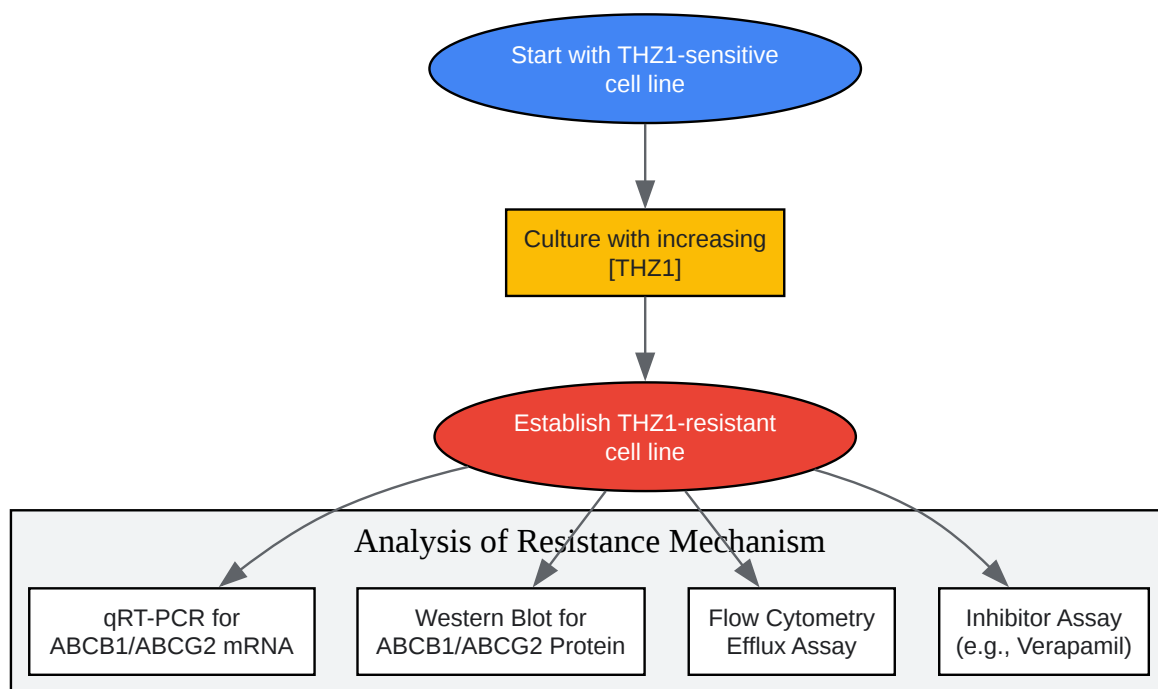 Start with THZ1-sensitive
cell line
Culture with increasing
[THZ1]
Establish THZ1-resistant
cell line
Analysis of Resistance Mechanism
qRT-PCR for
ABCB1/ABCG2 mRNA
Western Blot for
ABCB1/ABCG2 Protein
Flow Cytometry
Efflux Assay
Inhibitor Assay
(e.g., Verapamil)